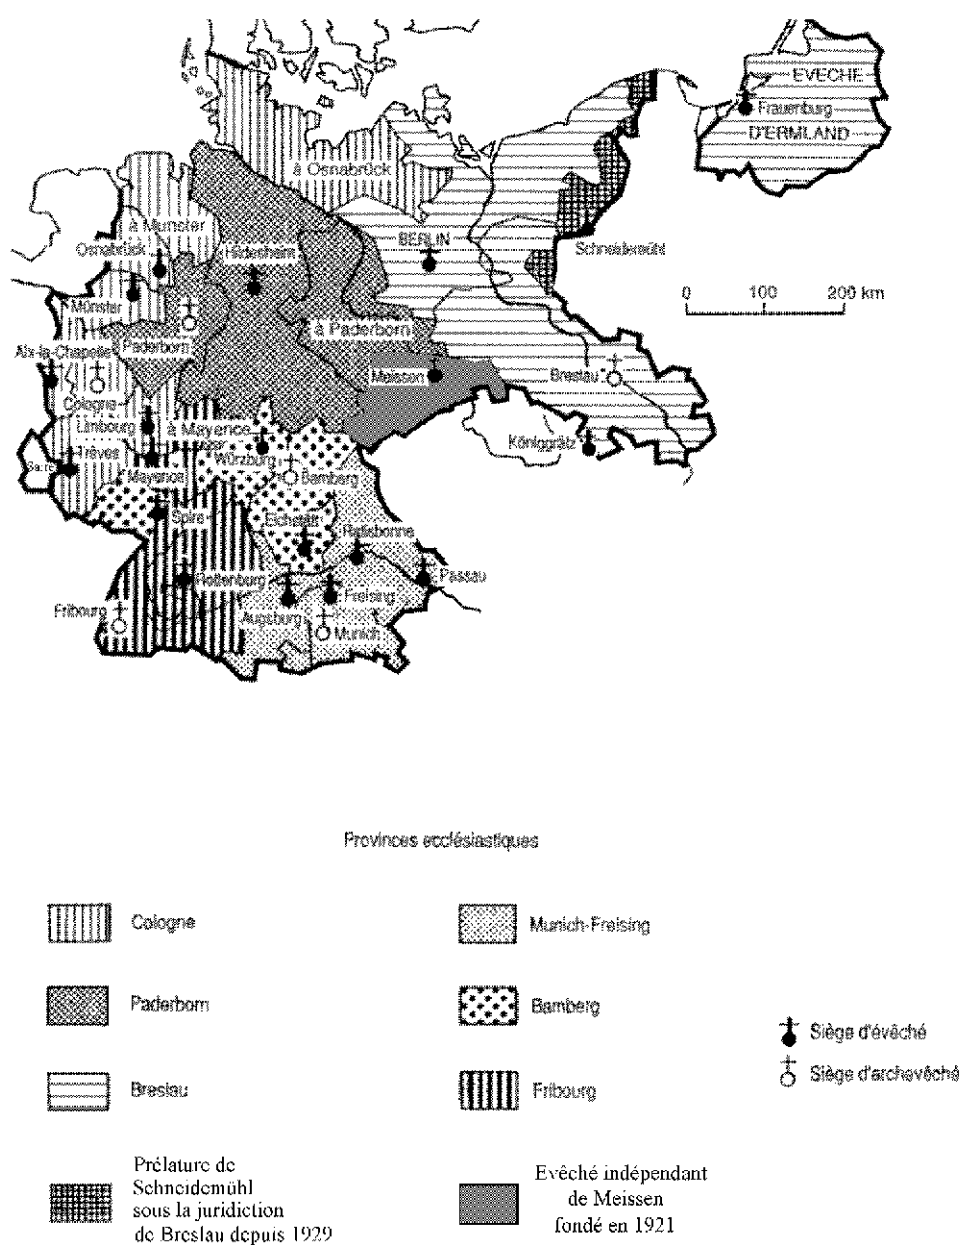 EVECHE
Frauenburg
D'ERMLAND
à Osnabrück
à Munster
Osnabrück
Hildesheim
BERLIN
Schneidemühl
0 100 200 km
Münster
Paderborn
à Paderborn
Aix-la-Chapelle
Meissen
Breslau
Cologne
Limbourg
à Mayence
Königgrätz
Trèves
Würzburg
Mayence
Bamberg
Spire
Eichstätt
Ratisbonne
Rottenburg
Passau
Fribourg
Augsburg
Freising
Munich
Provinces ecclésiastiques
Cologne
Munich-Freising
Paderborn
Bamberg
Siège d'évêché
Siège d'archevêché
Breslau
Fribourg
Prélature de
Schneidemühl
sous la juridiction
de Breslau depuis 1929
Evêché indépendant
de Meissen
fondé en 1921